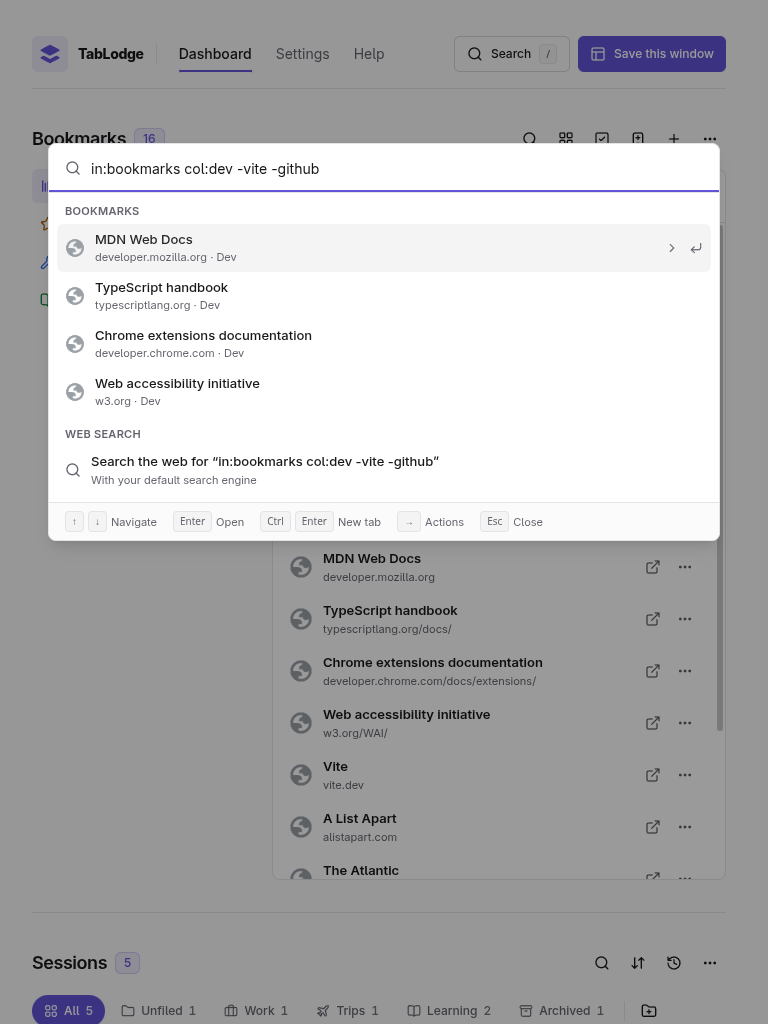 TabLodge
Dashboard
Settings
Help
Search /
Save this window
Bookmarks 16
in:bookmarks col:dev -vite -github
BOOKMARKS
MDN Web Docs
developer.mozilla.org · Dev
TypeScript handbook
typescriptlang.org · Dev
Chrome extensions documentation
developer.chrome.com · Dev
Web accessibility initiative
w3.org · Dev
WEB SEARCH
Search the web for “in:bookmarks col:dev -vite -github”
With your default search engine
↑ ↓ Navigate Enter Open Ctrl Enter New tab → Actions Esc Close
MDN Web Docs
developer.mozilla.org
TypeScript handbook
typescriptlang.org/docs/
Chrome extensions documentation
developer.chrome.com/docs/extensions/
Web accessibility initiative
w3.org/WAI/
Vite
vite.dev
A List Apart
alistapart.com
The Atlantic
Sessions 5
All 5 Unfiled 1 Work 1 Trips 1 Learning 2 Archived 1